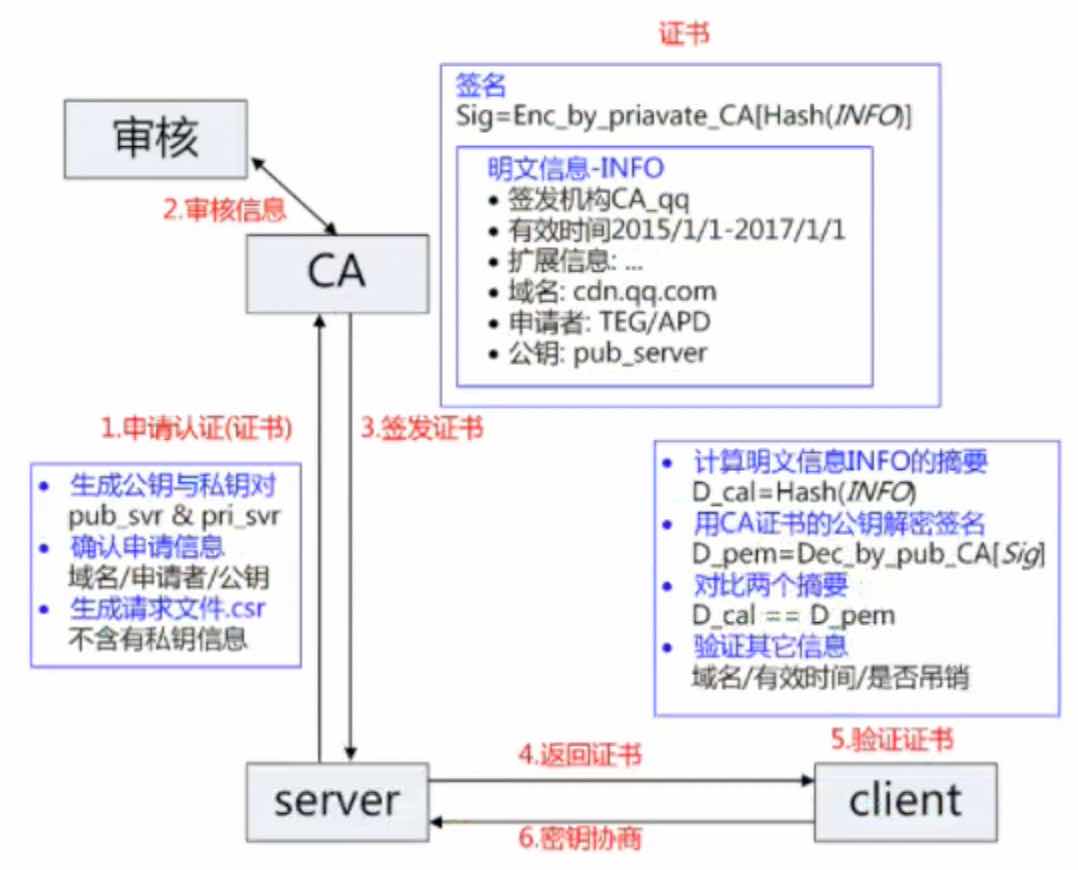 证书
签名
Sig=Enc_by_priavate_CA[Hash(INFO)]
明文信息-INFO
• 签发机构CA_qq
• 有效时间2015/1/1-2017/1/1
• 扩展信息: ...
• 域名: cdn.qq.com
• 申请者: TEG/APD
• 公钥: pub_server
审核
2.审核信息
CA
1.申请认证(证书)
3.签发证书
• 生成公钥与私钥对
pub_svr & pri_svr
• 确认申请信息
域名/申请者/公钥
• 生成请求文件.csr
不含有私钥信息
• 计算明文信息INFO的摘要
D_cal=Hash(INFO)
• 用CA证书的公钥解密签名
D_pem=Dec_by_pub_CA[Sig]
• 对比两个摘要
D_cal == D_pem
• 验证其它信息
域名/有效时间/是否吊销
5.验证证书
4.返回证书
server
client
6.密钥协商